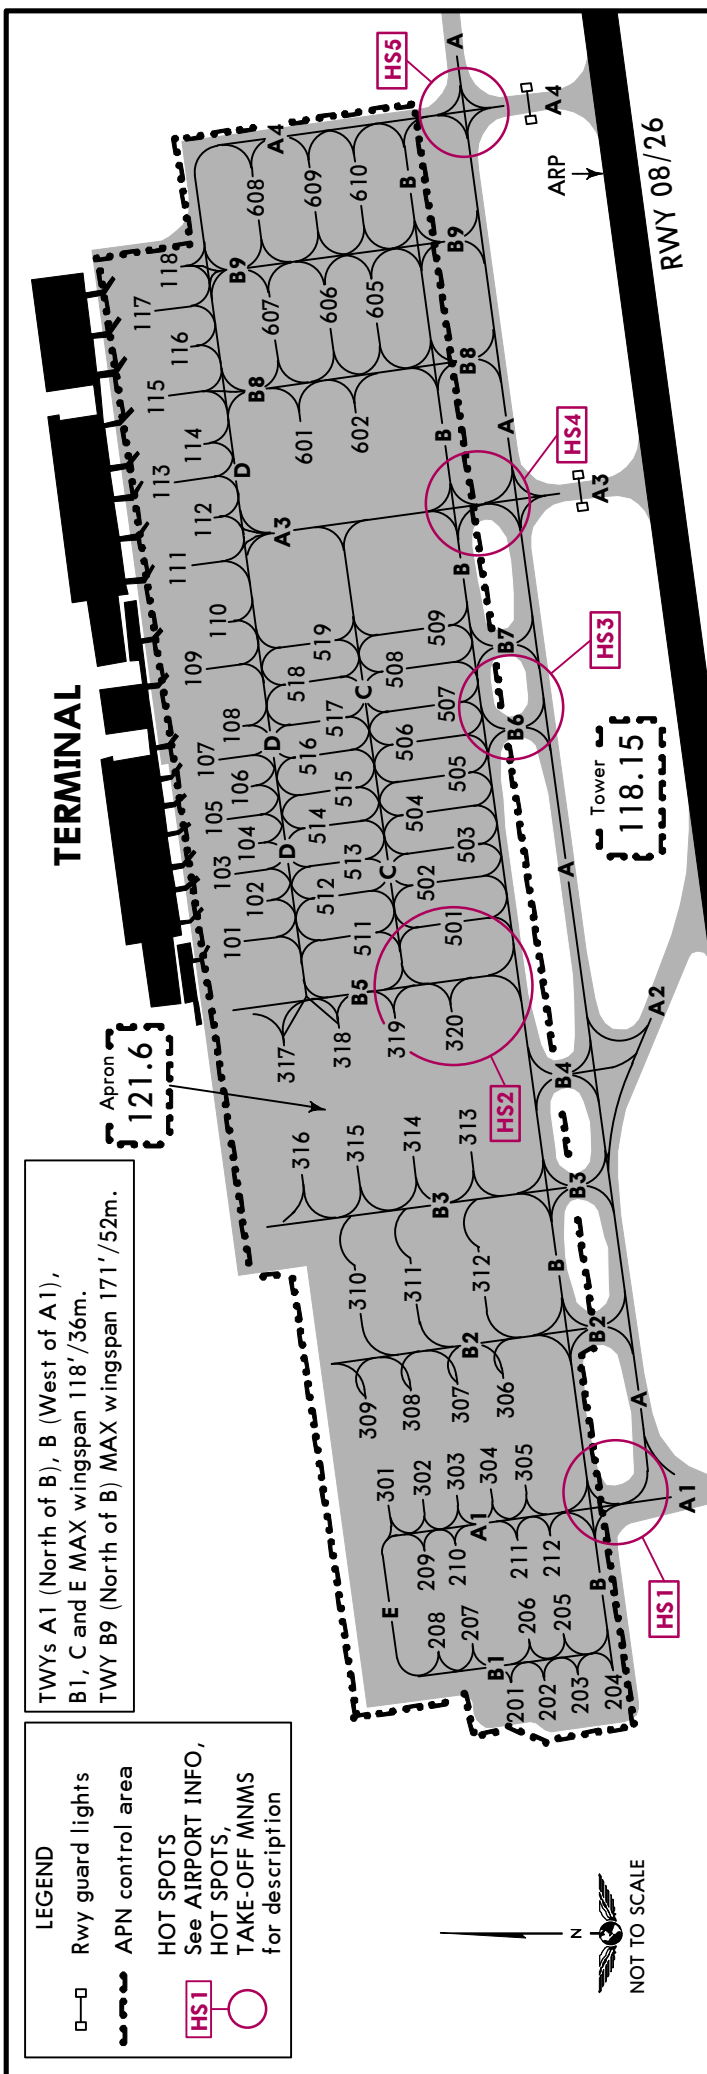 LEGEND
Rwy guard lights
APN control area
HS1
HOT SPOTS
See AIRPORT INFO,
HOT SPOTS,
TAKE-OFF MNMS
for description
TWYs A1 (North of B), B (West of A1),
B1, C and E MAX wingspan 118'/36m.
TWY B9 (North of B) MAX wingspan 171'/52m.
Apron
121.6
TERMINAL
Tower
118.15
RWY 08/26
ARP
N
NOT TO SCALE
HS1
HS2
HS3
HS4
HS5
101
102
103
104
105
106
107
108
109
110
111
112
113
114
115
116
117
118
201
202
203
204
205
206
207
208
209
210
211
212
301
302
303
304
305
306
307
308
309
310
311
312
313
314
315
316
317
318
319
320
501
502
503
504
505
506
507
508
509
511
512
513
514
515
516
517
518
519
601
602
605
606
607
608
609
610
E
B1
A1
B
A1
A
B2
B2
B
B3
B3
B4
A2
B5
D
D
D
C
C
A
B6
B7
B
A3
A3
B
A
B8
B8
B9
B9
B
A4
A4
A